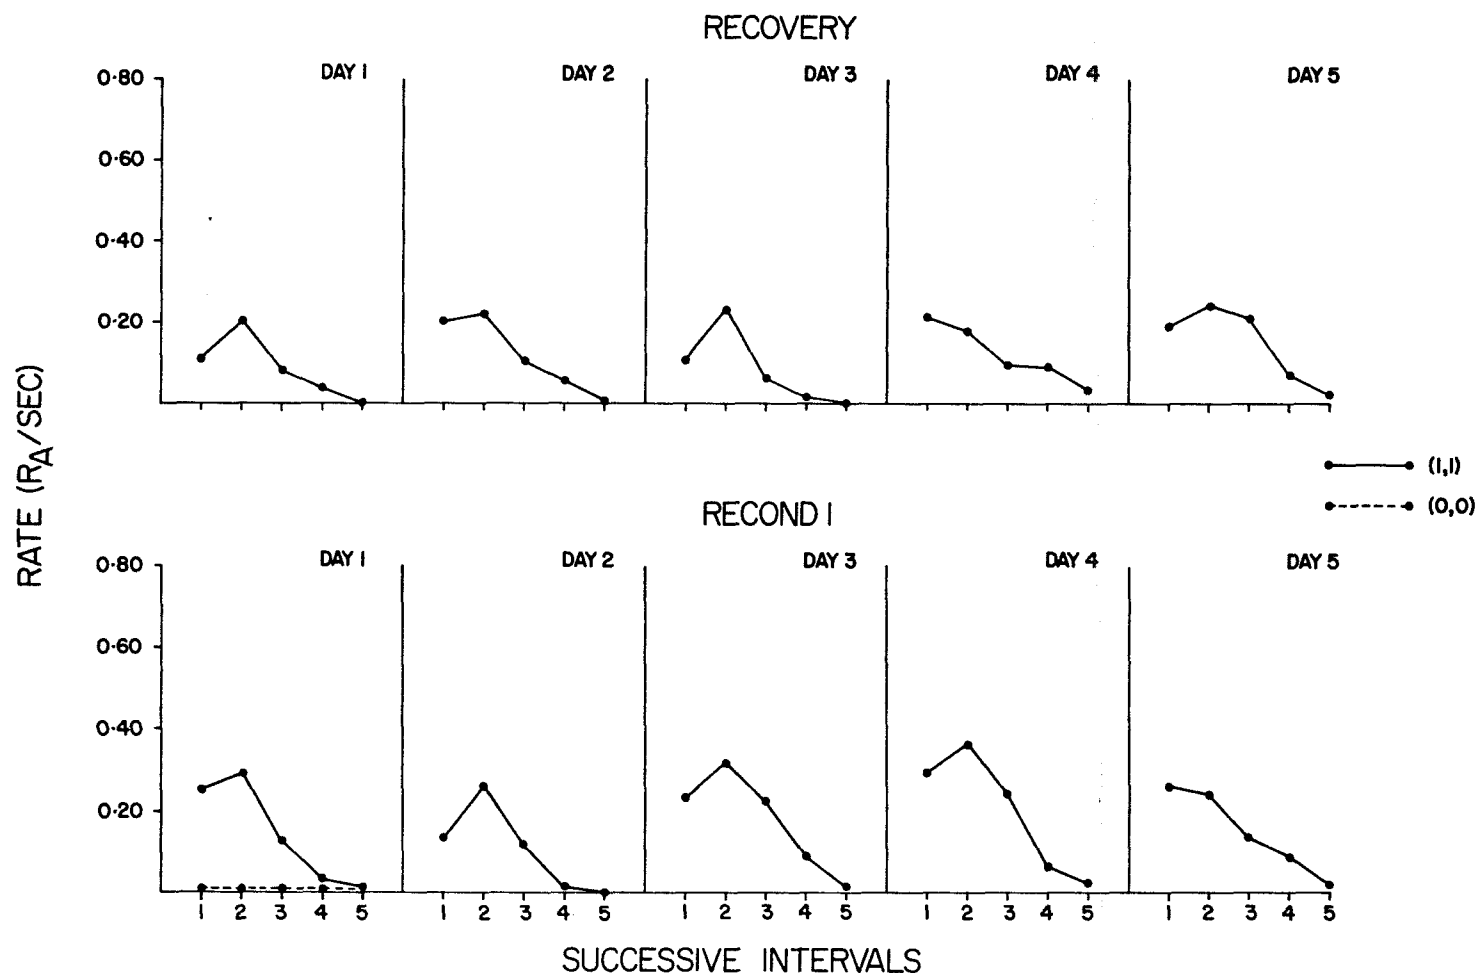 RECOVERY
DAY 1 DAY 2 DAY 3 DAY 4 DAY 5
0·80
0·60
0·40
0·20
RATE (RA/SEC)
(1,1)
(0,0)
RECOND 1
DAY 1 DAY 2 DAY 3 DAY 4 DAY 5
0·80
0·60
0·40
0·20
1 2 3 4 5 1 2 3 4 5 1 2 3 4 5 1 2 3 4 5 1 2 3 4 5
SUCCESSIVE INTERVALS